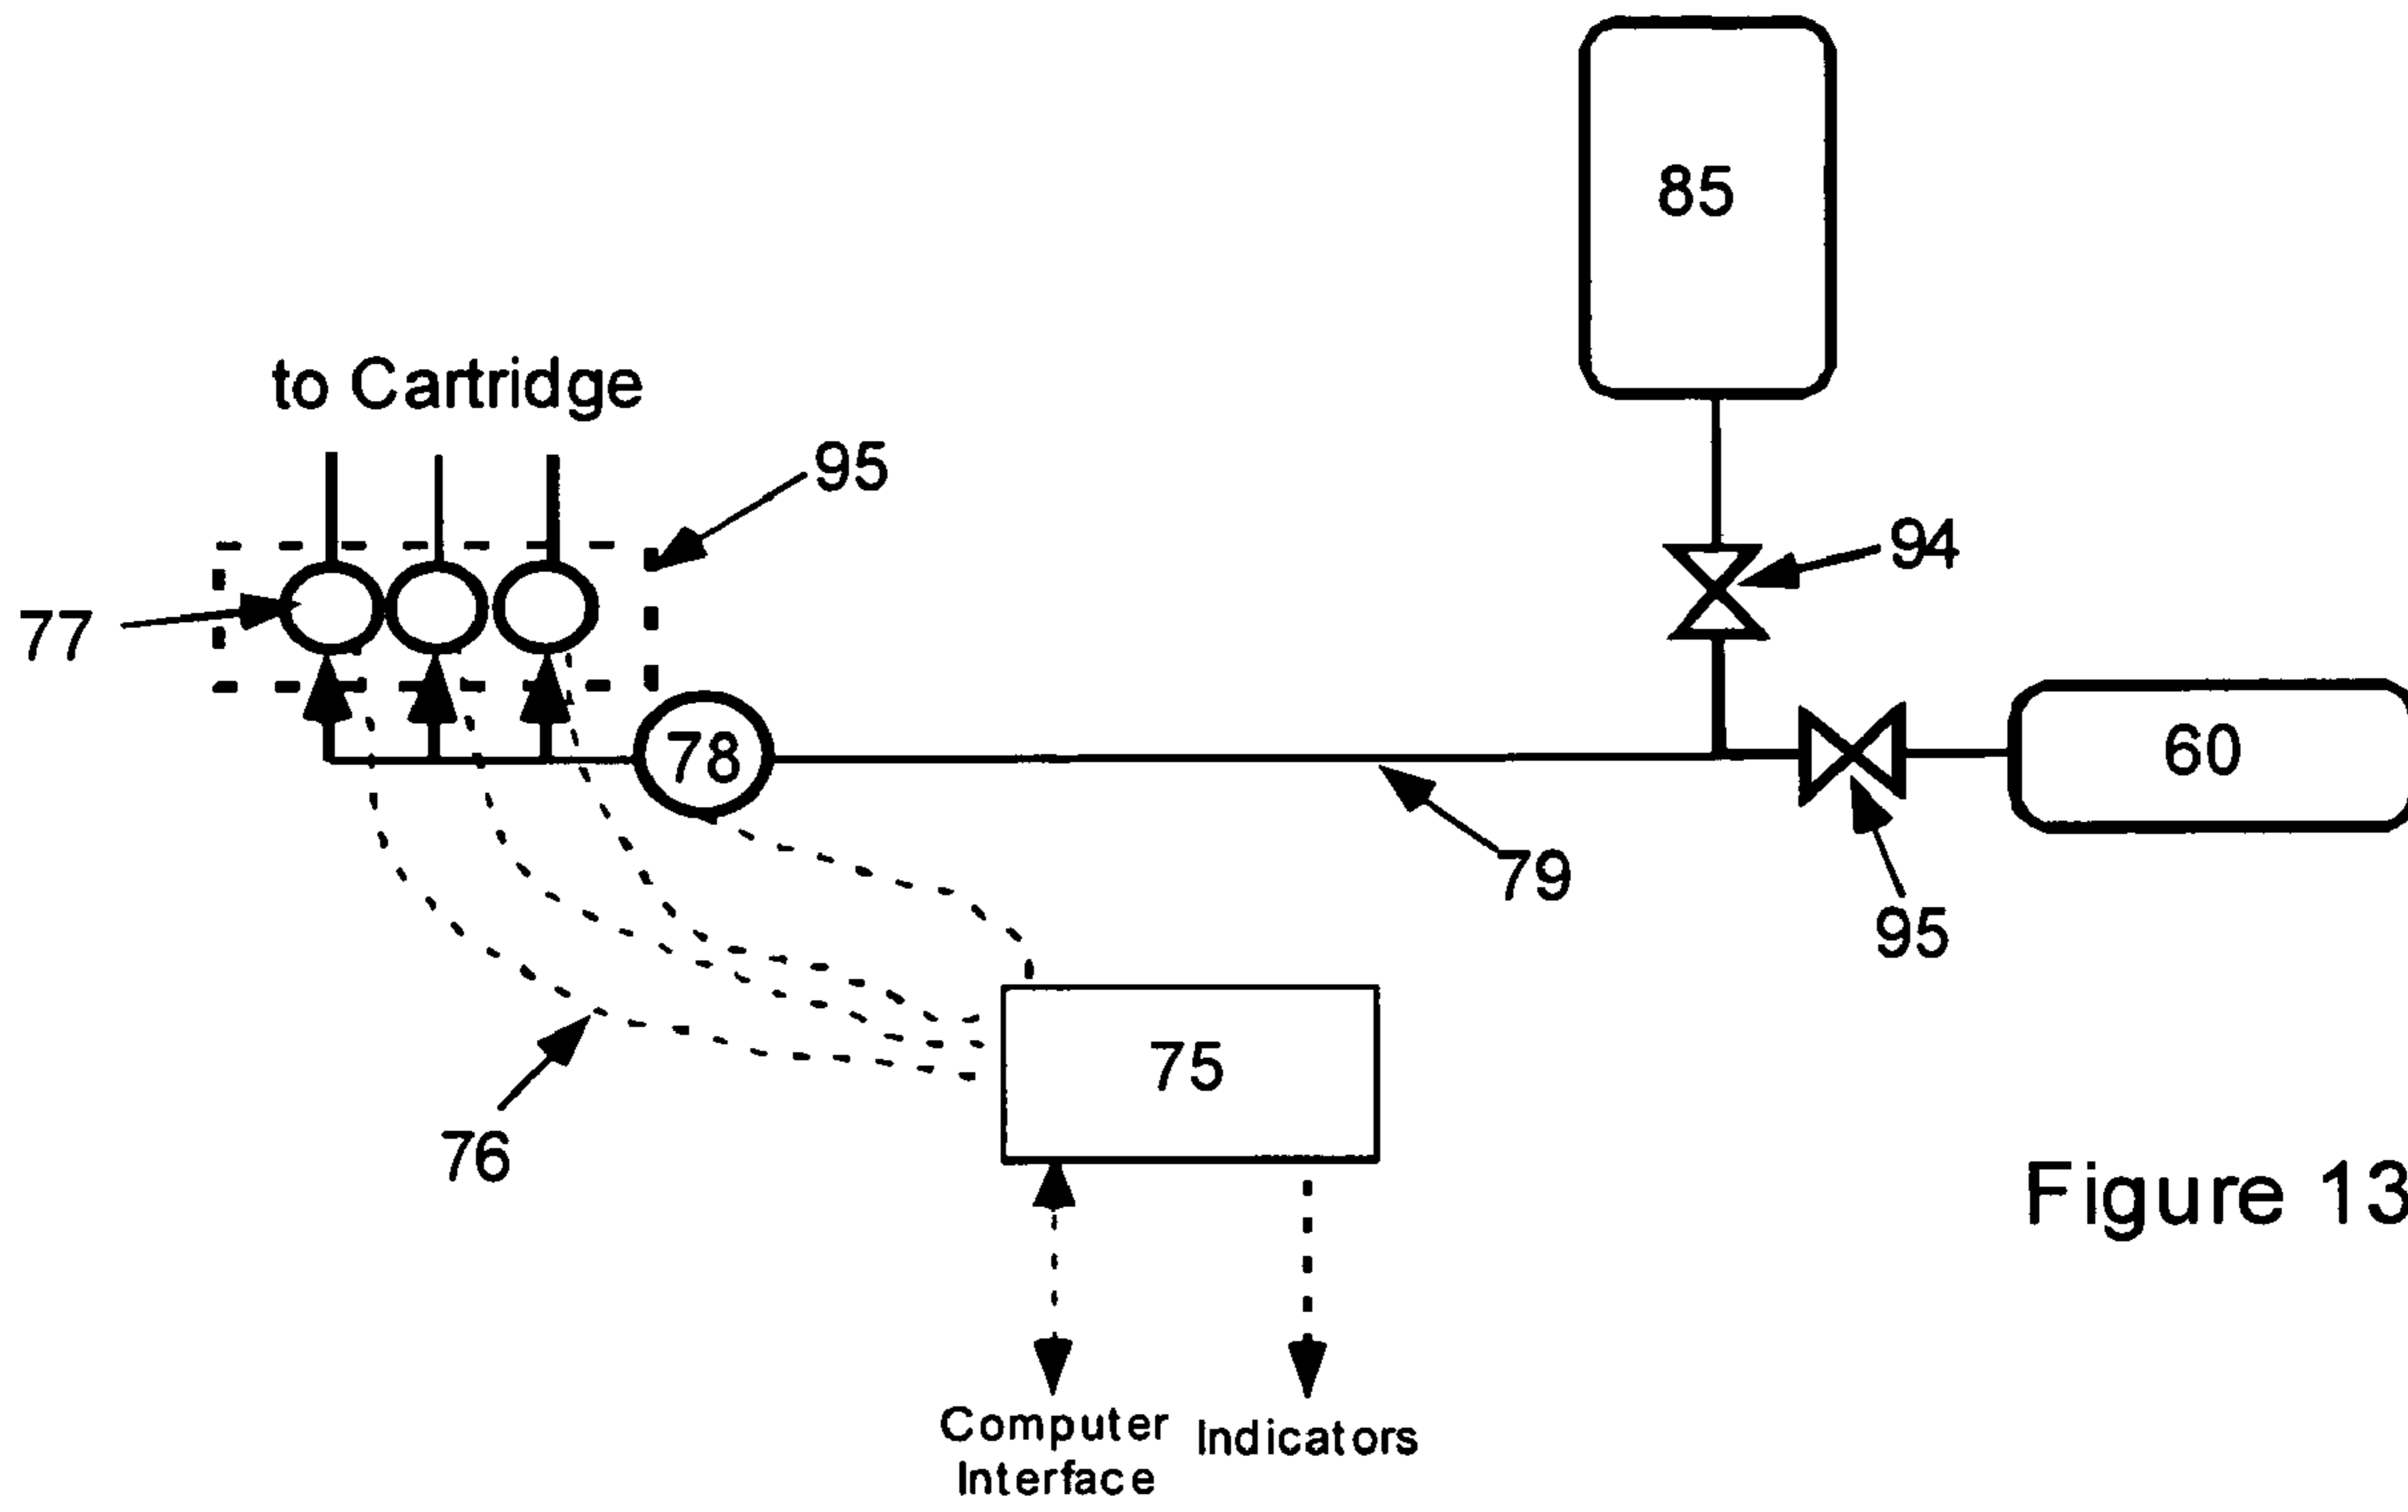 85
to Cartridge
95
94
77
78
60
79
95
75
76
Figure 13
Computer
Interface
Indicators